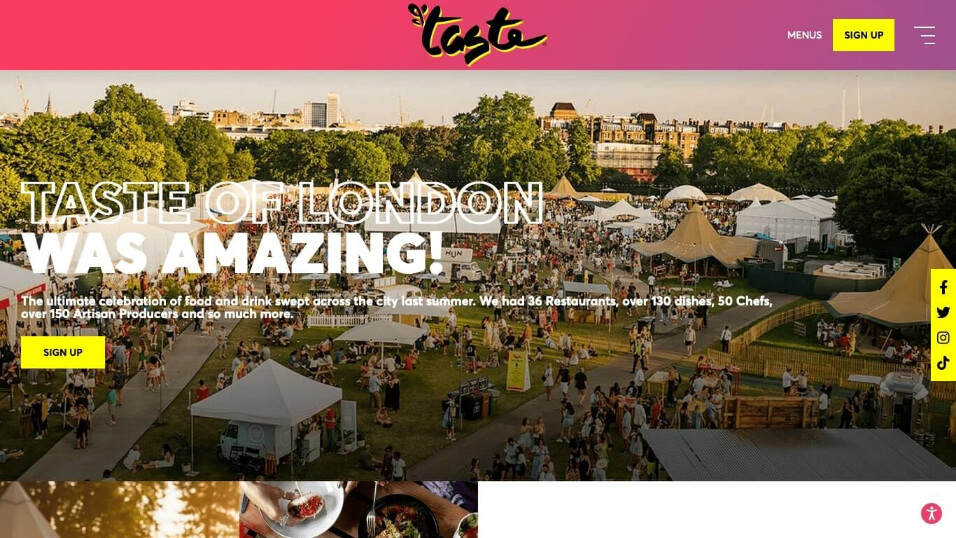 taste
MENUS
SIGN UP
TASTE OF LONDON
WAS AMAZING!
The ultimate celebration of food and drink swept across the city last summer. We had 36 Restaurants, over 130 dishes, 50 Chefs,
over 150 Artisan Producers and so much more.
SIGN UP